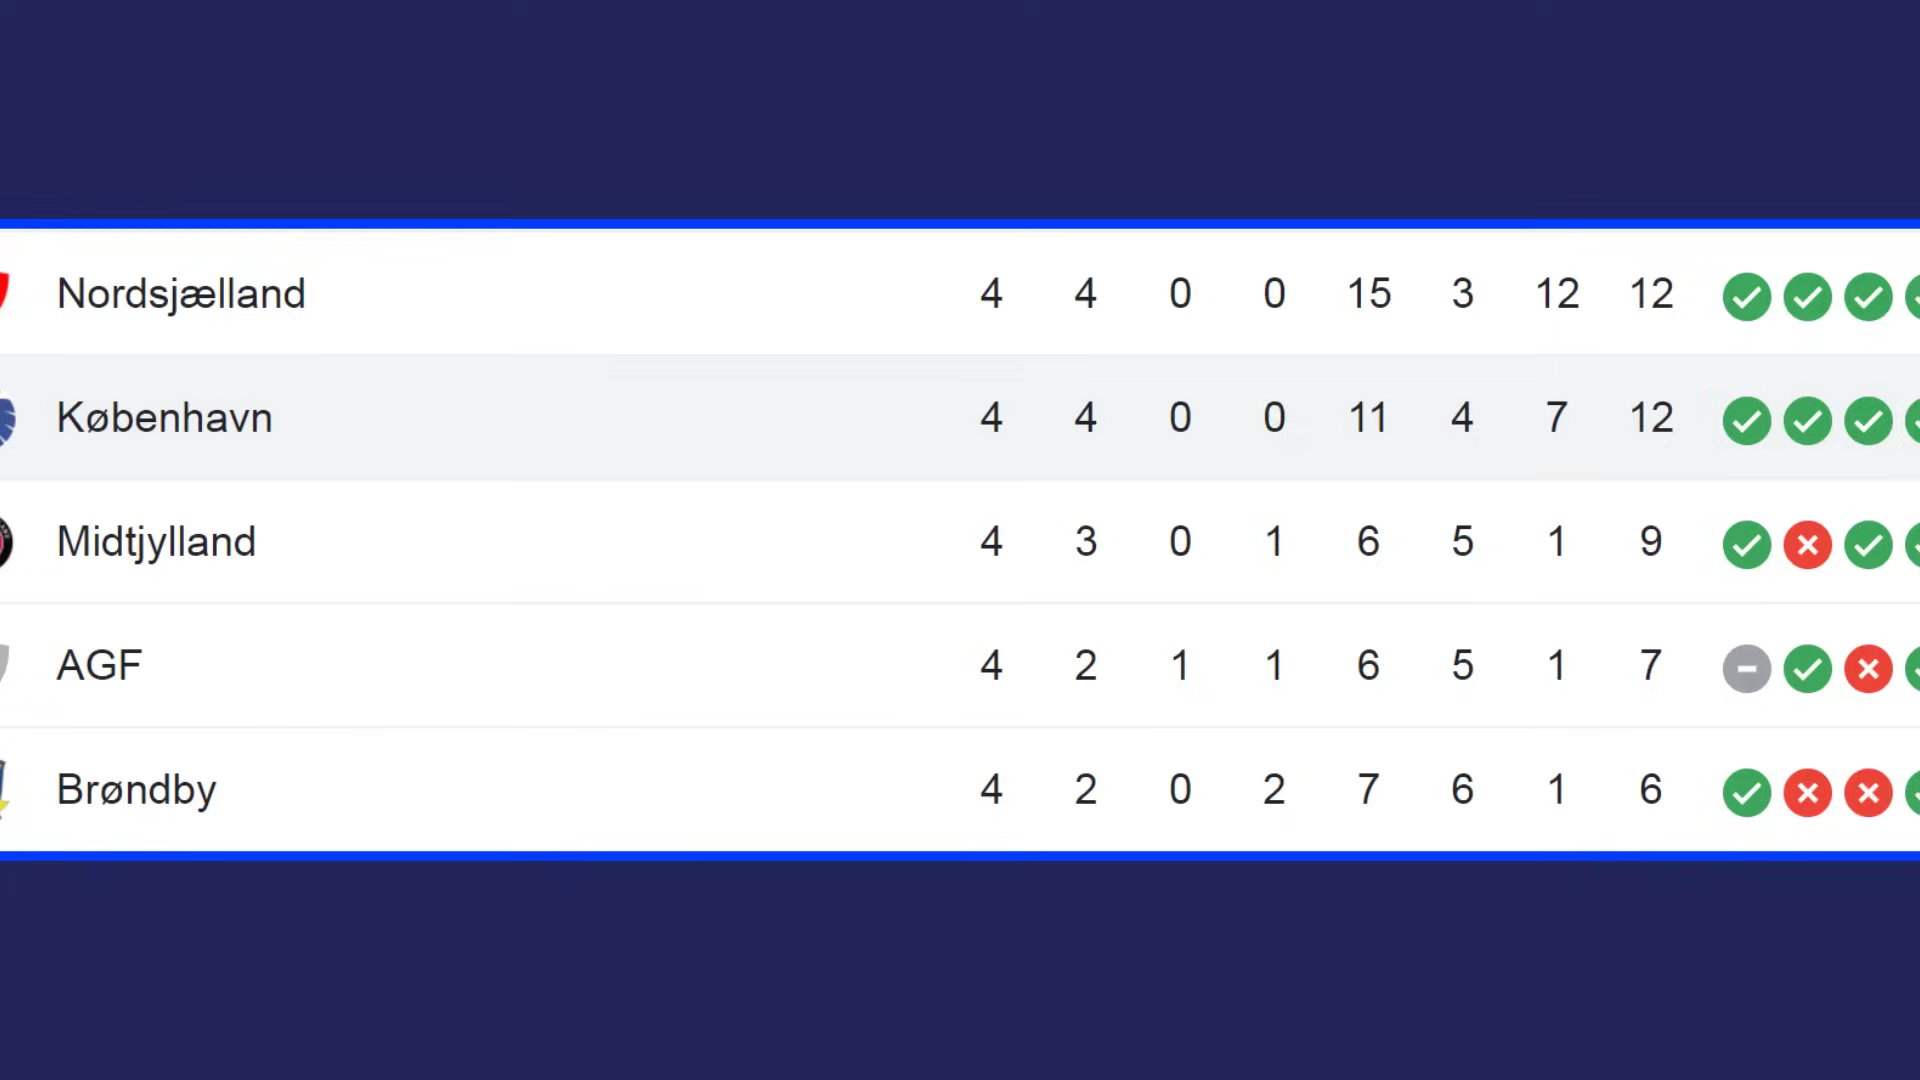 Nordsjælland 4 4 0 0 15 3 12 12
København 4 4 0 0 11 4 7 12
Midtjylland 4 3 0 1 6 5 1 9
AGF 4 2 1 1 6 5 1 7
Brøndby 4 2 0 2 7 6 1 6